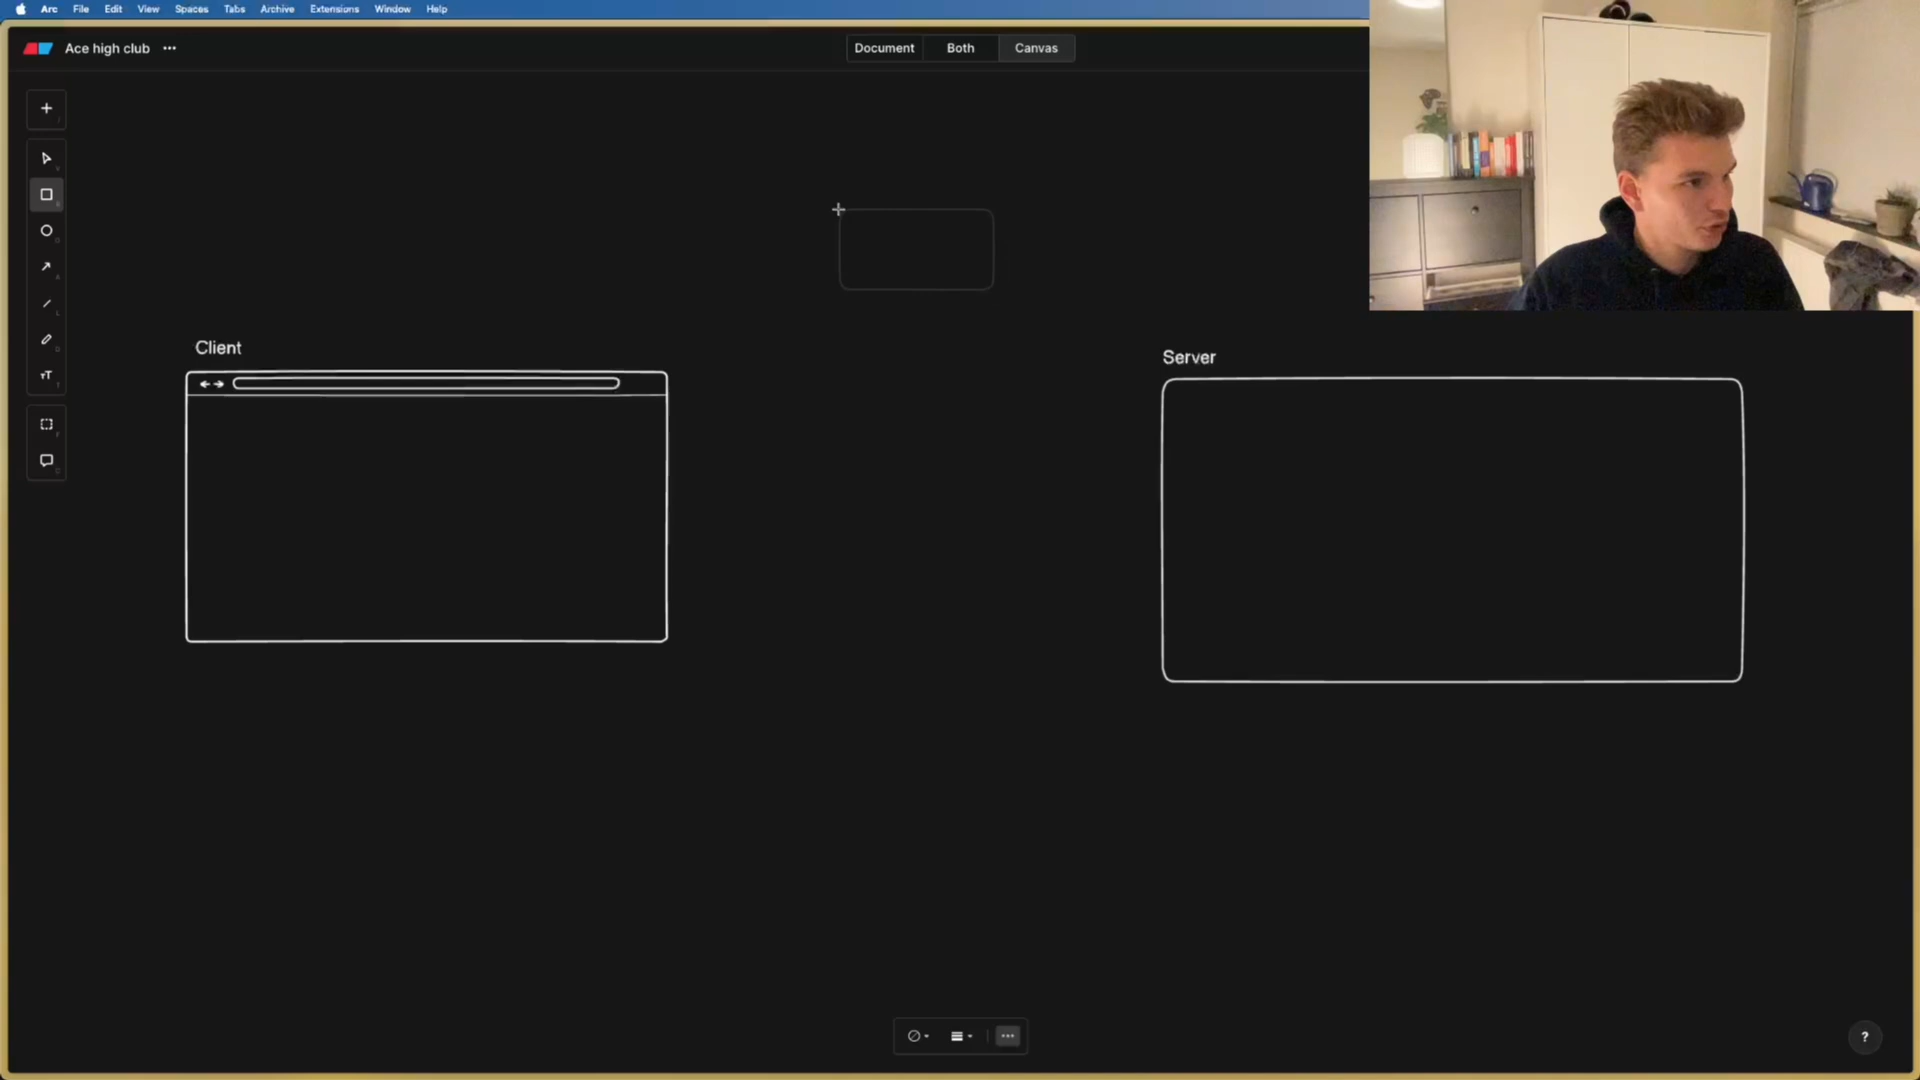 Arc File Edit View Spaces Tabs Archive Extensions Window Help
Ace high club
Document Both Canvas
Client
Server
?